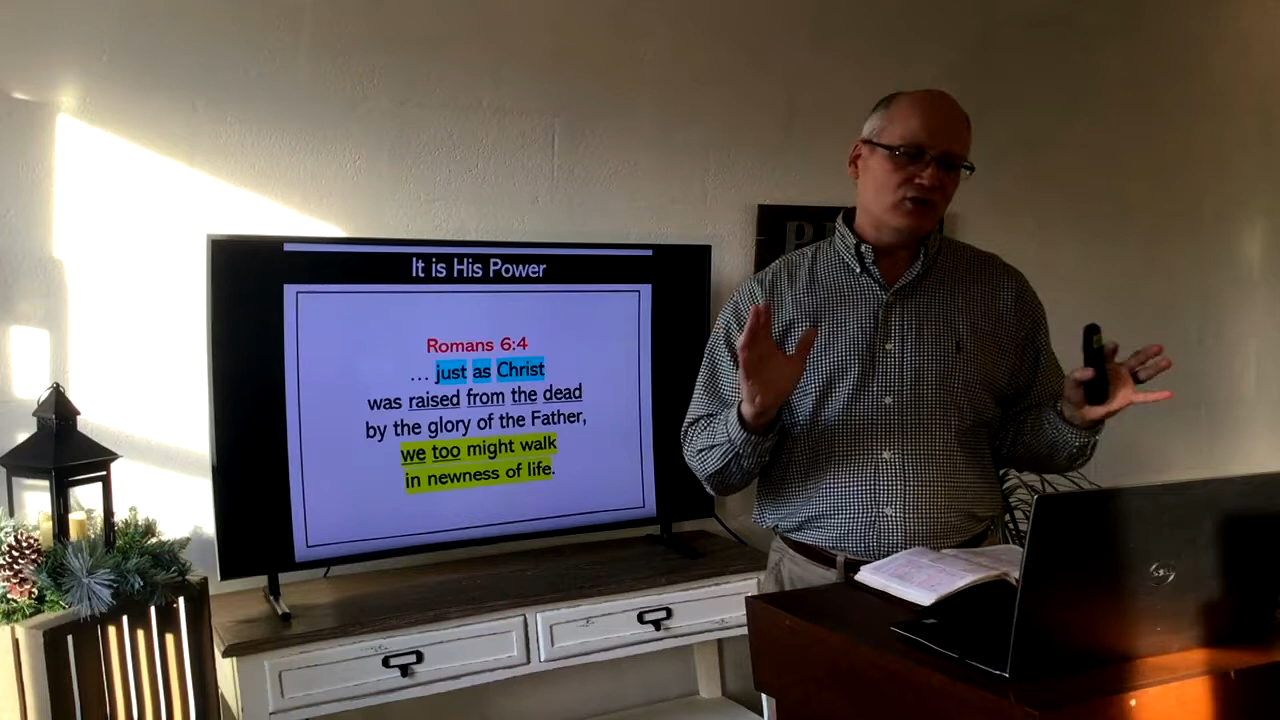 It is His Power
Romans 6:4
... just as Christ
was raised from the dead
by the glory of the Father,
we too might walk
in newness of life.
DELL